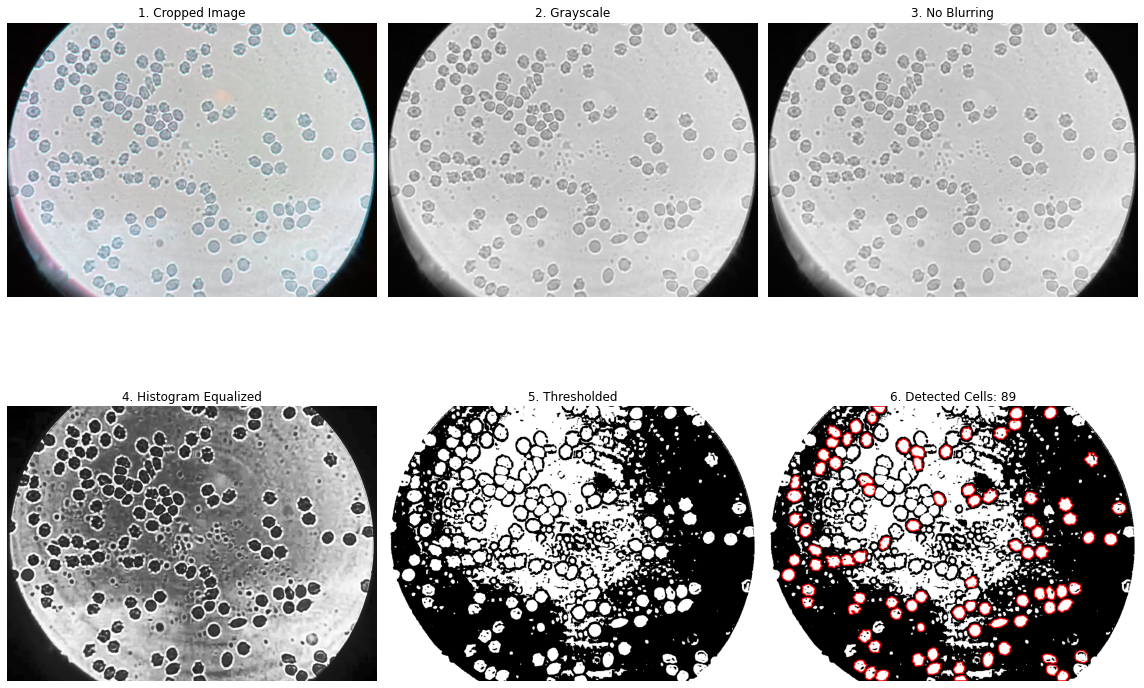 1. Cropped Image
2. Grayscale
3. No Blurring
4. Histogram Equalized
5. Thresholded
6. Detected Cells: 89